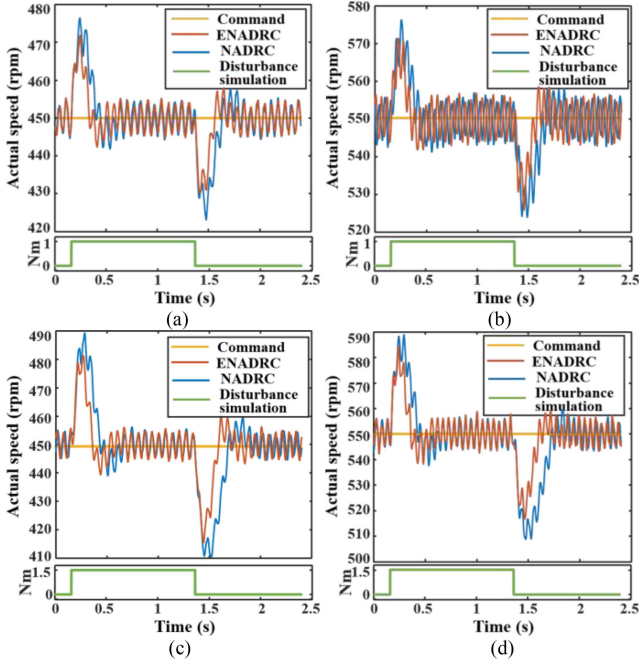 480
470
460
450
440
430
420
Actual speed (rpm)
Command
ENADRC
NADRC
Disturbance
simulation
1
0
Nm
0 0.5 1 1.5 2 2.5
Time (s)
(a)
580
570
560
550
540
530
520
Actual speed (rpm)
Command
ENADRC
NADRC
Disturbance
simulation
1
0
Nm
0 0.5 1 1.5 2 2.5
Time (s)
(b)
490
480
470
460
450
440
430
420
410
Actual speed (rpm)
Command
ENADRC
NADRC
Disturbance
simulation
1.5
0
Nm
0 0.5 1 1.5 2 2.5
Time (s)
(c)
590
580
570
560
550
540
530
520
510
500
Actual speed (rpm)
Command
ENADRC
NADRC
Disturbance
simulation
1.5
0
Nm
0 0.5 1 1.5 2 2.5
Time (s)
(d)